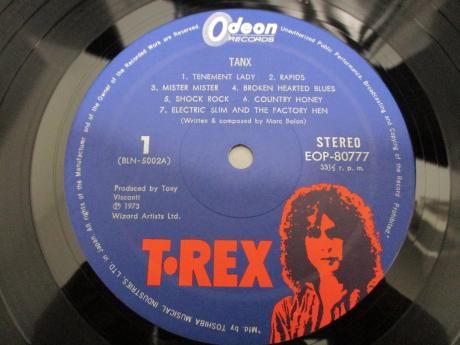 Odeon
RECORDS
All rights of the Manufacturer and of the Owner of the Recorded Work are Reserved.
Unauthorized Public Performance, Broadcasting and Copying of the Record Prohibited"
TANX
1. TENEMENT LADY 2. RAPIDS
3. MISTER MISTER 4. BROKEN HEARTED BLUES
5. SHOCK ROCK 6. COUNTRY HONEY
7. ELECTRIC SLIM AND THE FACTORY HEN
(Written & composed by Marc Bolan)
1
(BLN-5002A)
STEREO
EOP-80777
33⅓ r. p. m.
Produced by Tony
Visconti
℗ 1973
Wizard Artists Ltd.
T•REX
"Mfd. by TOSHIBA MUSICAL INDUSTRIES, LTD. in Japan.